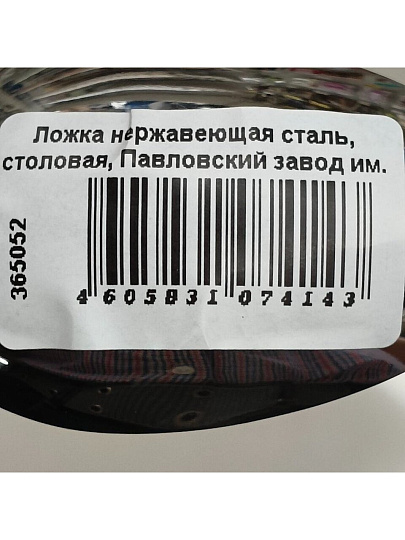 Ложка нержавеющая сталь,
столовая, Павловский завод им.
365052
4 605831 074143